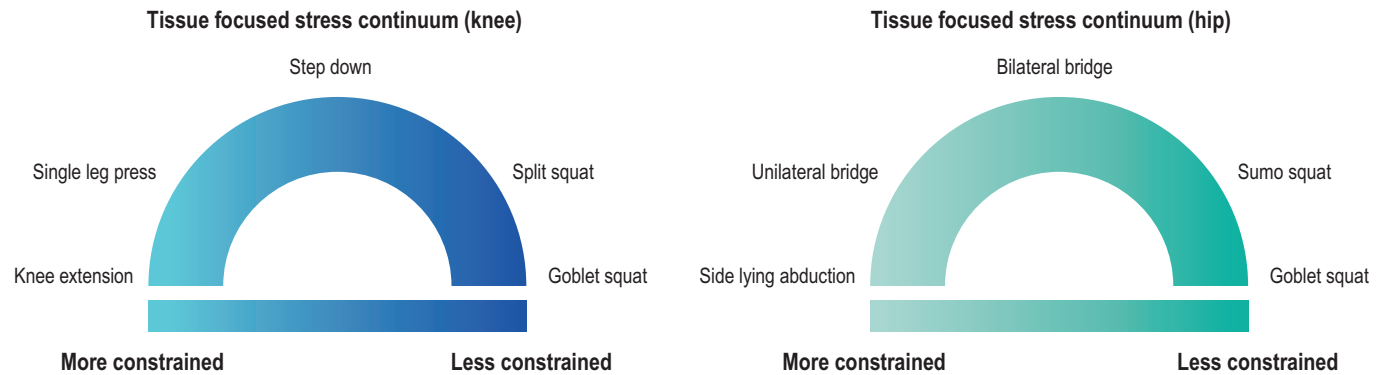 Tissue focused stress continuum (knee)
Step down
Single leg press
Split squat
Knee extension
Goblet squat
More constrained
Less constrained
Tissue focused stress continuum (hip)
Bilateral bridge
Unilateral bridge
Sumo squat
Side lying abduction
Goblet squat
More constrained
Less constrained